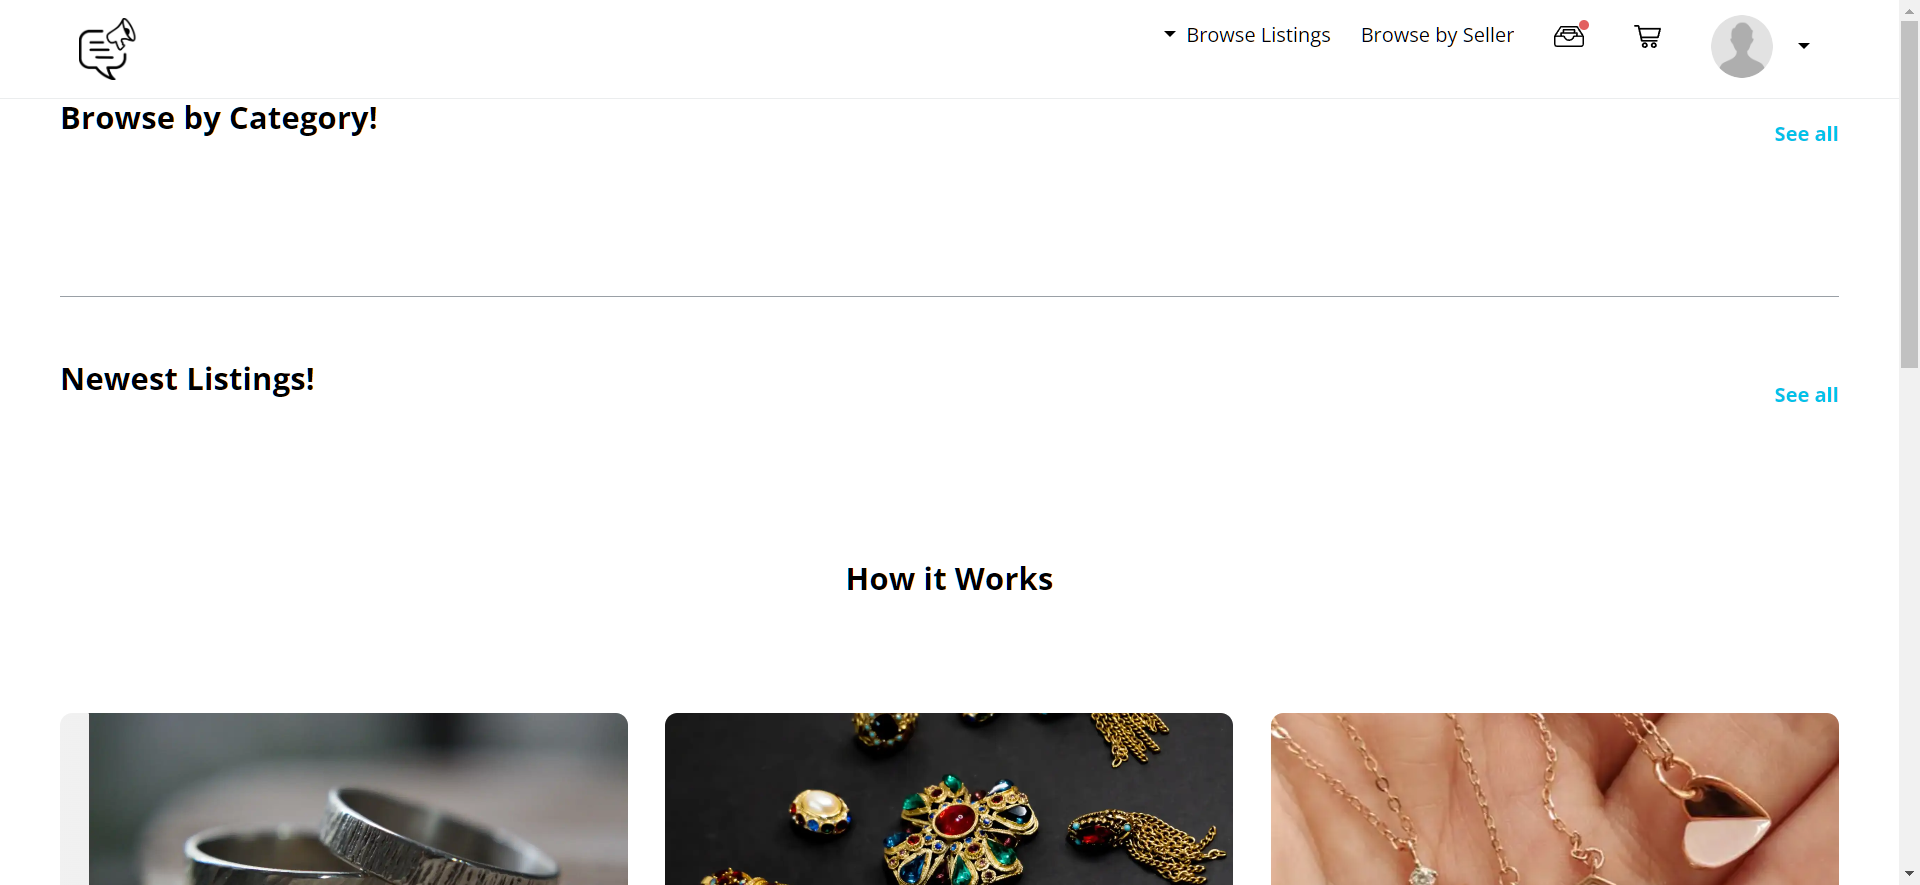 Browse Listings
Browse by Seller
Browse by Category!
See all
Newest Listings!
See all
How it Works